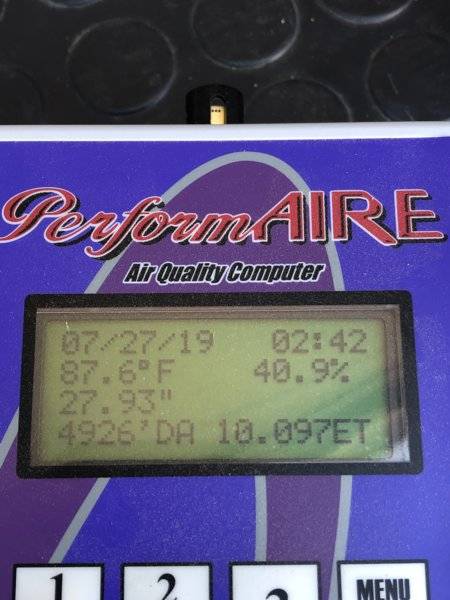 PerformAIRE
Air Quality Computer
07/27/19 02:42
87.6°F 40.9%
27.93"
4926'DA 10.097ET
1 2 3 MENU